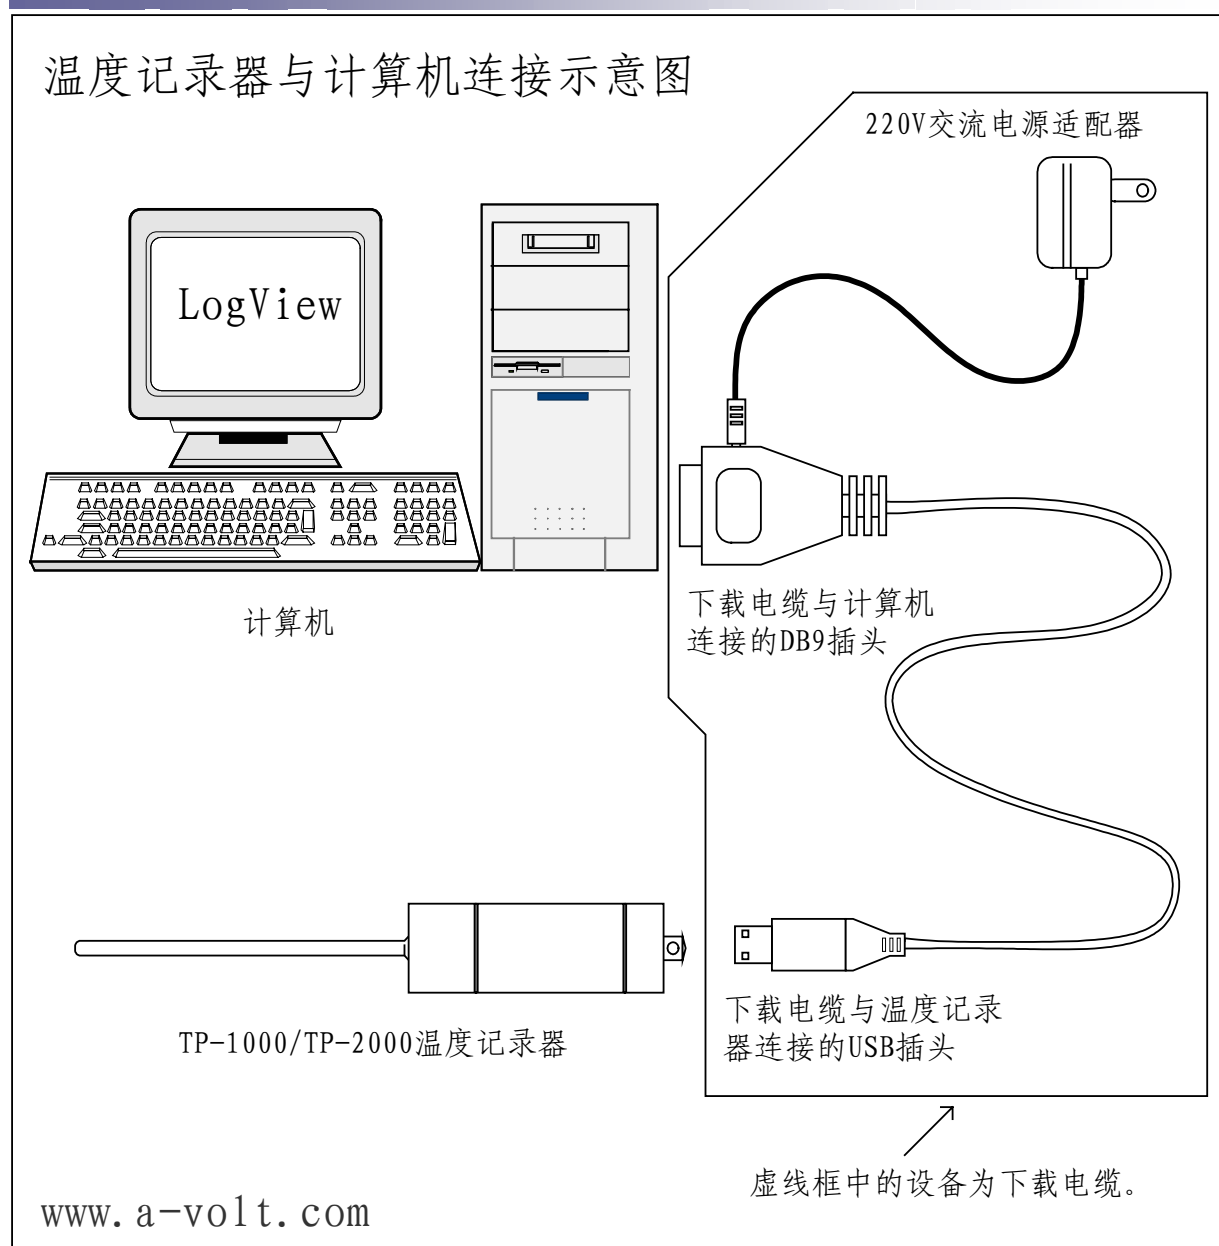 温度记录器与计算机连接示意图
220V交流电源适配器
LogView
下载电缆与计算机
连接的DB9插头
计算机
下载电缆与温度记录
器连接的USB插头
TP-1000/TP-2000温度记录器
虚线框中的设备为下载电缆。
www.a-volt.com